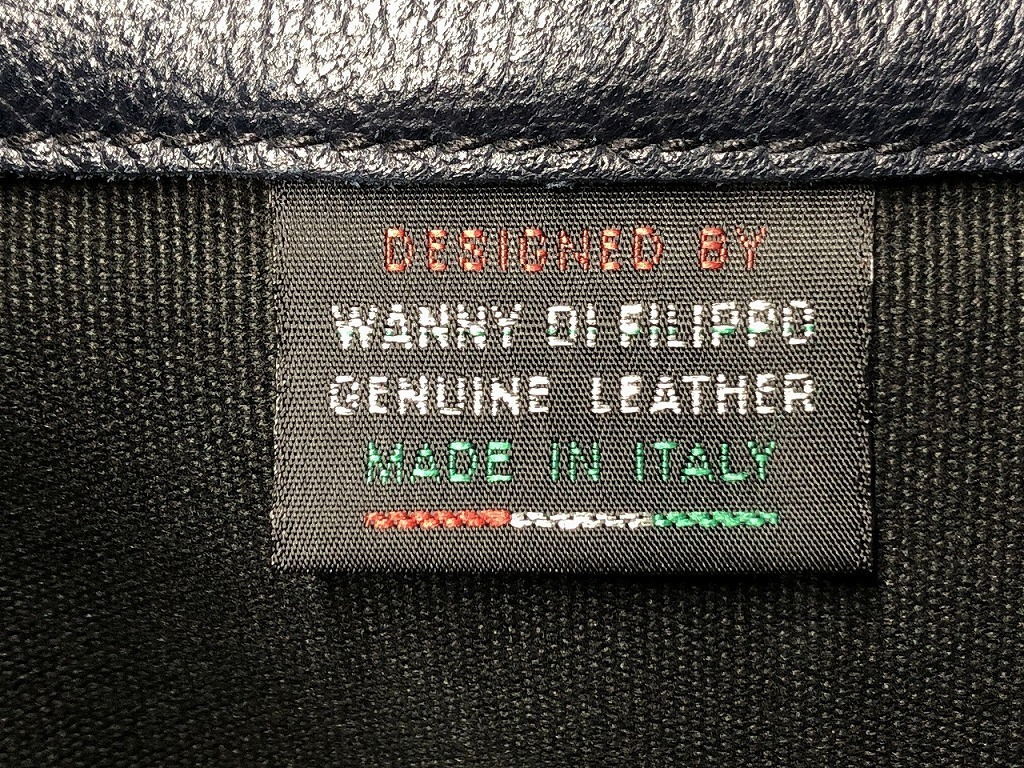 DESIGNED BY
WANNY DI FILIPPO
GENUINE LEATHER
MADE IN ITALY